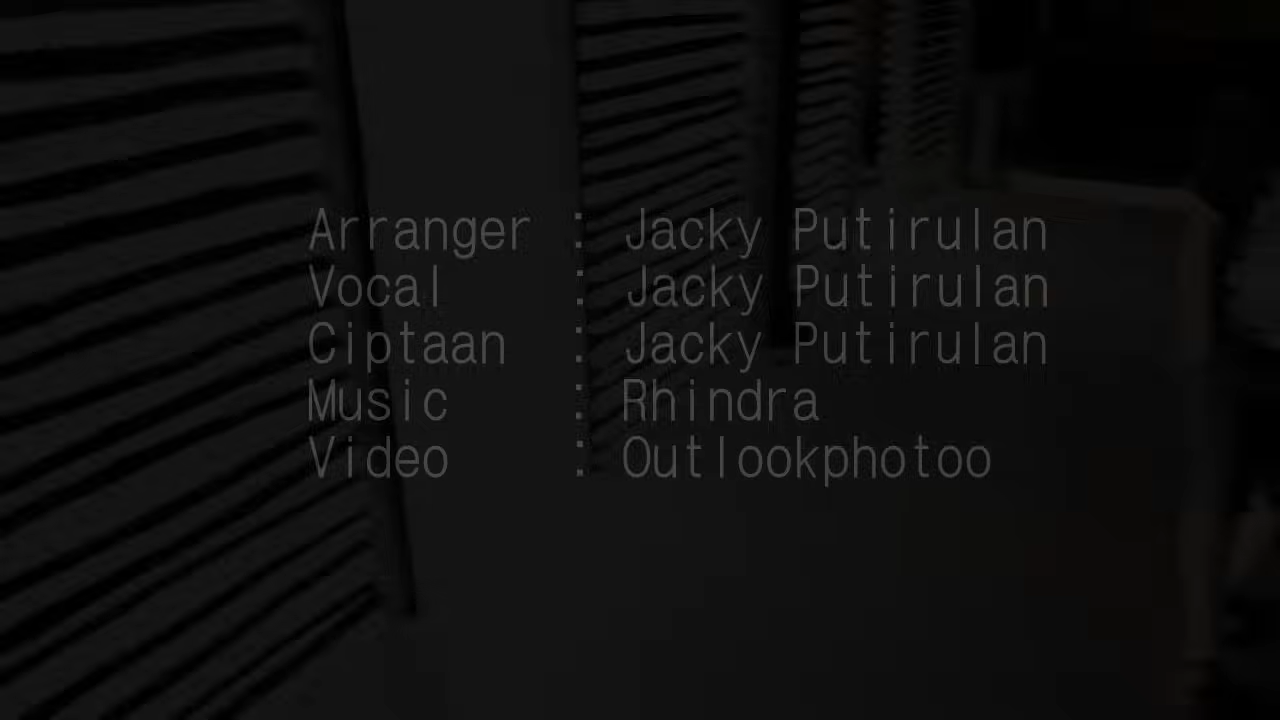 Arranger : Jacky Putirulan
Vocal : Jacky Putirulan
Ciptaan : Jacky Putirulan
Music : Rhindra
Video : Outlookphotoo